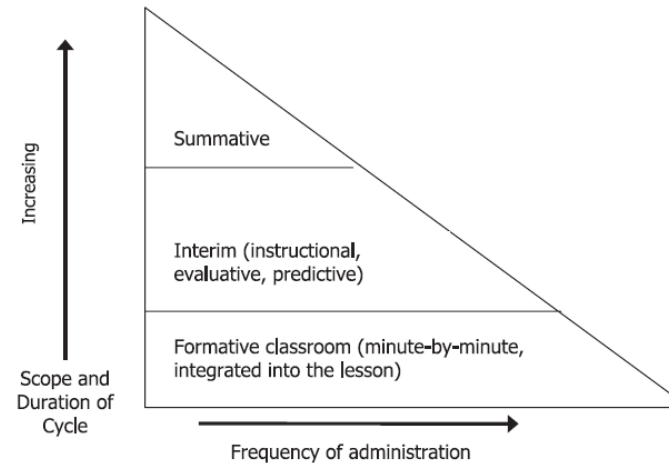 Increasing
Summative
Interim (instructional,
evaluative, predictive)
Formative classroom (minute-by-minute,
integrated into the lesson)
Scope and
Duration of
Cycle
Frequency of administration